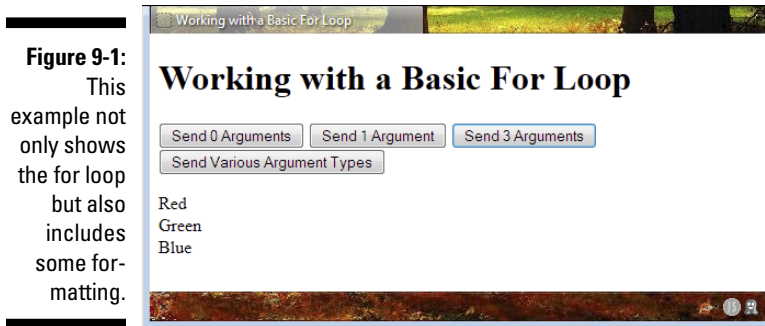 Figure 9-1:
This
example not
only shows
the for loop
but also
includes
some for-
matting.
Working with a Basic For Loop
Working with a Basic For Loop
Send 0 Arguments Send 1 Argument Send 3 Arguments
Send Various Argument Types
Red
Green
Blue